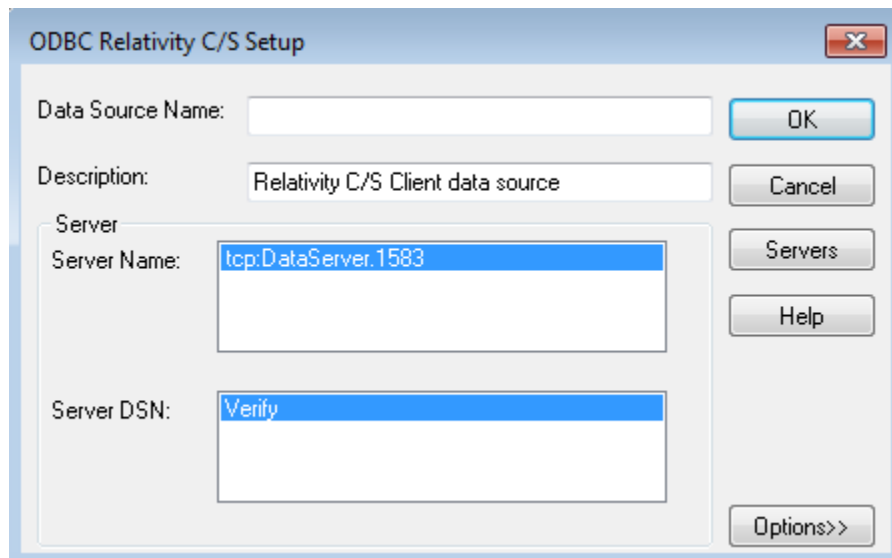 ODBC Relativity C/S Setup
Data Source Name:
OK
Description:
Relativity C/S Client data source
Cancel
Server
Server Name:
tcp:DataServer.1583
Servers
Help
Server DSN:
Verify
Options>>